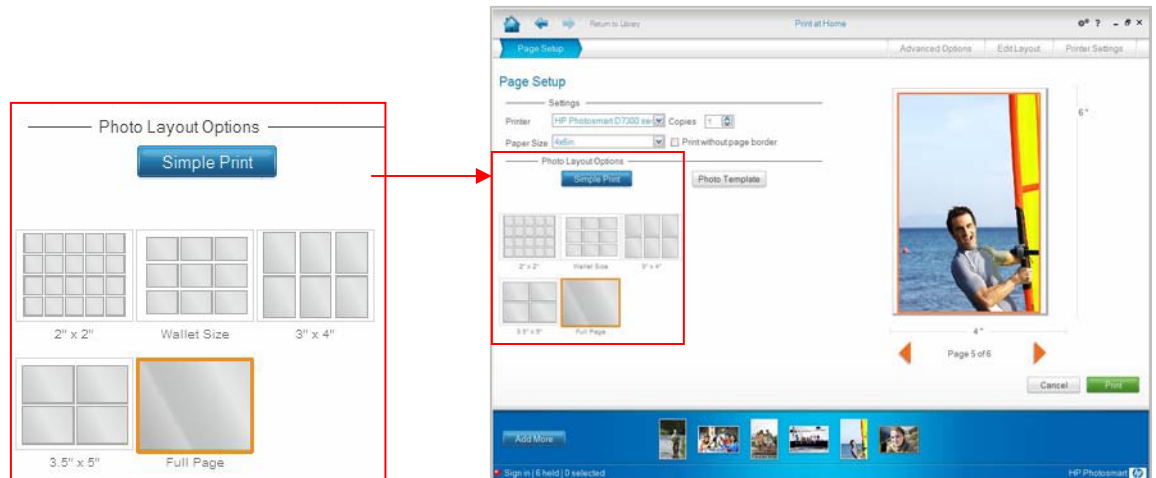 Photo Layout Options
Simple Print
2" x 2"
Wallet Size
3" x 4"
3.5" x 5"
Full Page
Return to Library
Print at Home
?
Page Setup
Advanced Options
Edit Layout
Printer Settings
Page Setup
Settings
Printer
HP Photosmart D7300 se
Copies
1
Paper Size
4x6in.
Print without page border
Photo Layout Options
Simple Print
Photo Template
2" x 2"
Wallet Size
3" x 4"
3.5" x 5"
Full Page
6"
4"
Page 5 of 6
Cancel
Print
Add More
Sign in | 6 held | 0 selected
HP Photosmart
hp